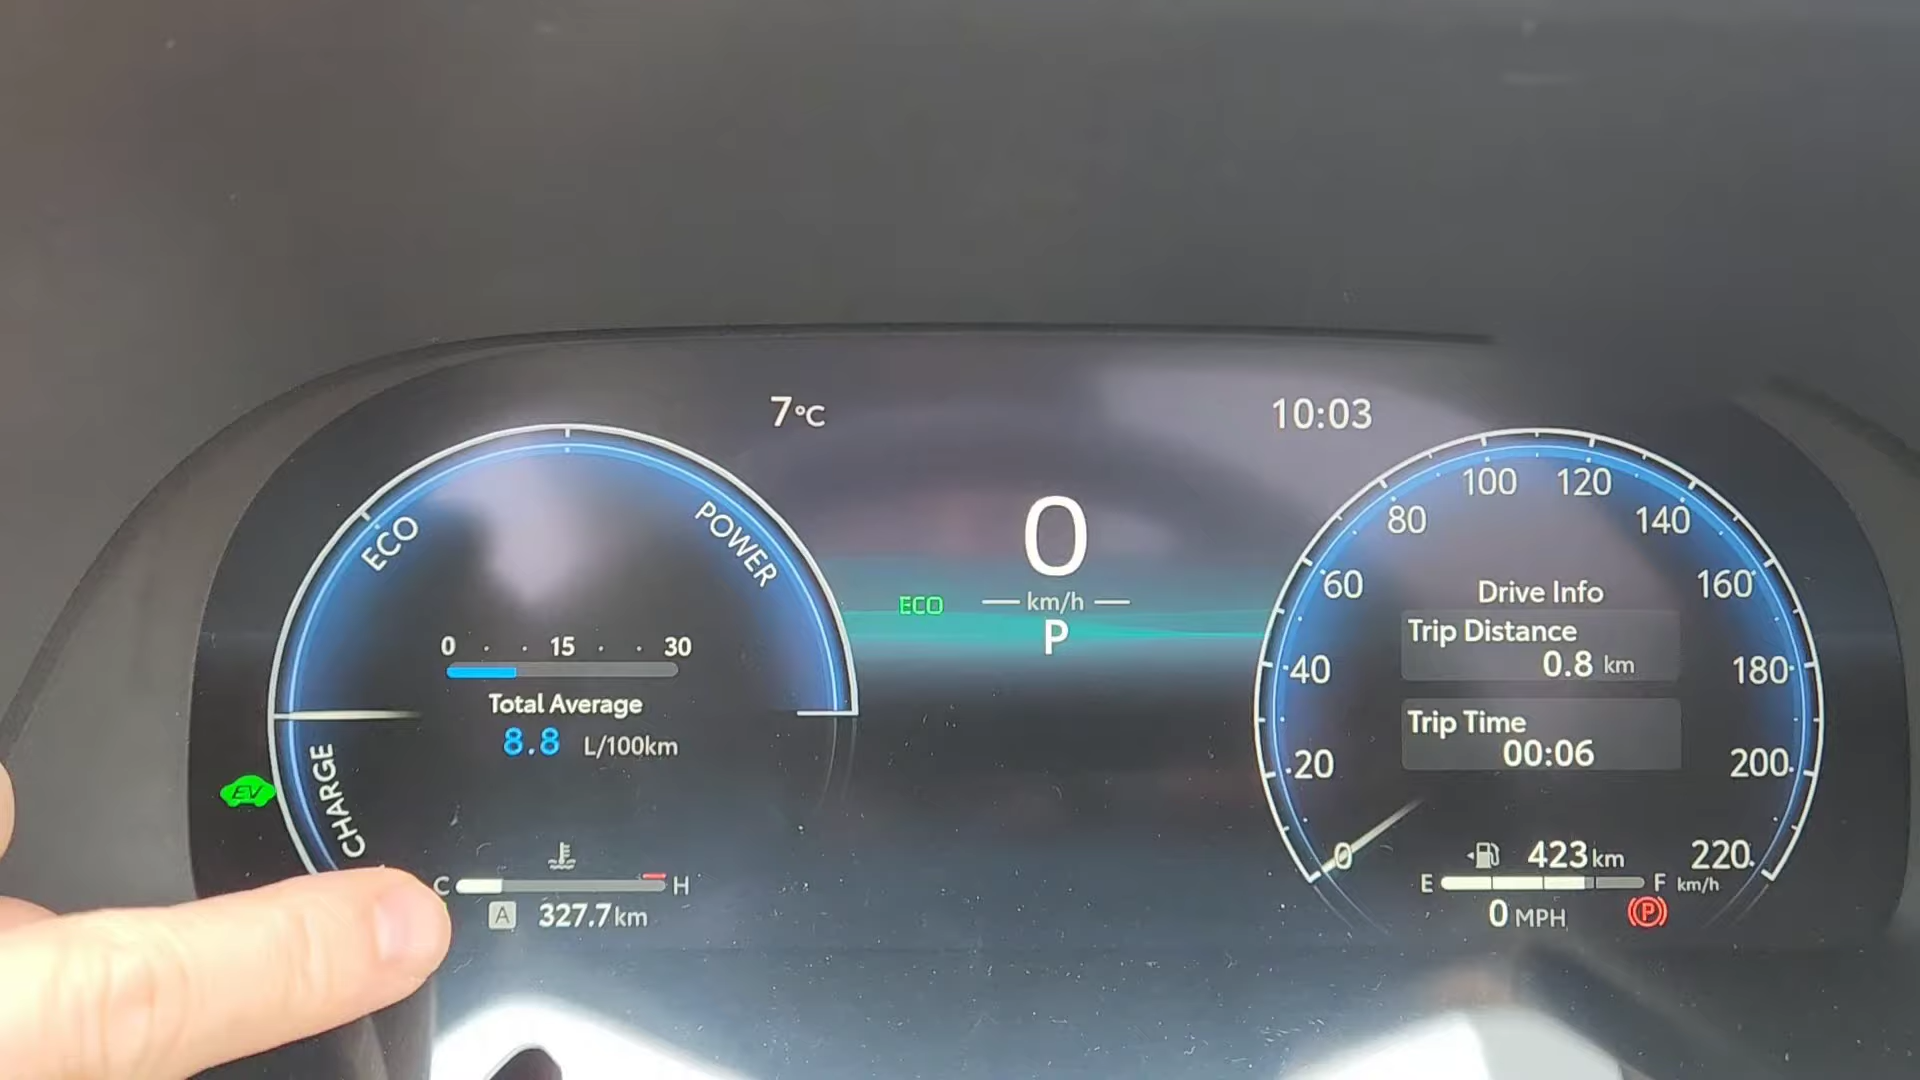 7°C
10:03
ECO
POWER
CHARGE
0 15 30
Total Average
8.8 L/100km
EV
C H
A 327.7 km
0
km/h
ECO
P
0 20 40 60 80 100 120 140 160 180 200 220
km/h
Drive Info
Trip Distance
0.8 km
Trip Time
00:06
423 km
E F
0 MPH
P